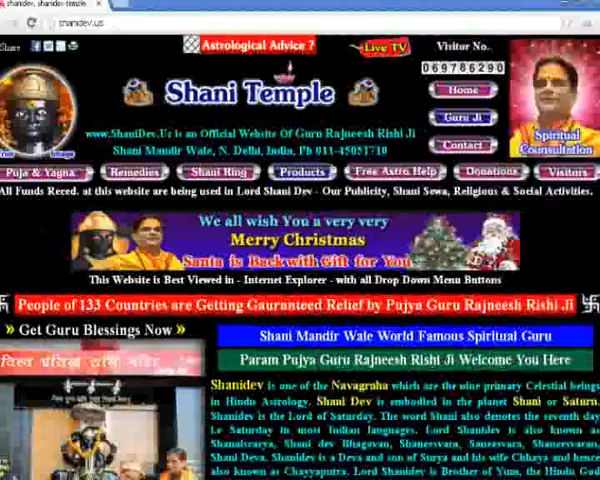 shanidev, shanidev temple
shanidev.us
Share
Astrological Advice ?
Live TV
Visitor No.
069786290
Shani Temple
Home
Guru Ji
Contact
Spiritual
Counsultation
www.ShaniDev.Us is an Official Website Of Guru Rajneesh Rishi Ji
Shani Mandir Wale, N. Delhi, India, Ph 011-45051710
Puja & Yagna
Remedies
Shani Ring
Products
Free Astro Help
Donations
Visitors
All Funds Reced. at this website are being used in Lord Shani Dev - Our Publicity, Shani Sewa, Religious & Social Activities.
We all wish You a very very
Merry Christmas
Santa is Back with Gift for You
This Website is Best Viewed in - Internet Explorer - with all Drop Down Menu Buttons
People of 133 Countries are Getting Gauranteed Relief by Pujya Guru Rajneesh Rishi Ji
» Get Guru Blessings Now »
Shani Mandir Wale World Famous Spiritual Guru
Param Pujya Guru Rajneesh Rishi Ji Welcome You Here
Shanidev is one of the Navagraha which are the nine primary Celestial beings
in Hindu Astrology. Shani Dev is embodied in the planet Shani or Saturn.
Shanidev is the Lord of Saturday. The word Shani also denotes the seventh day
i.e Saturday in most Indian languages. Lord Shanidev is also known as
Shanaiscarya, Shani dev Bhagavan, Shaneesvara, Saneesvara, Shaneesvaran,
Shani Deva. Shanidev is a Deva and son of Surya and his wife Chhaya and hence
also known as Chayyaputra. Lord Shanidev is Brother of Yama, the Hindu God